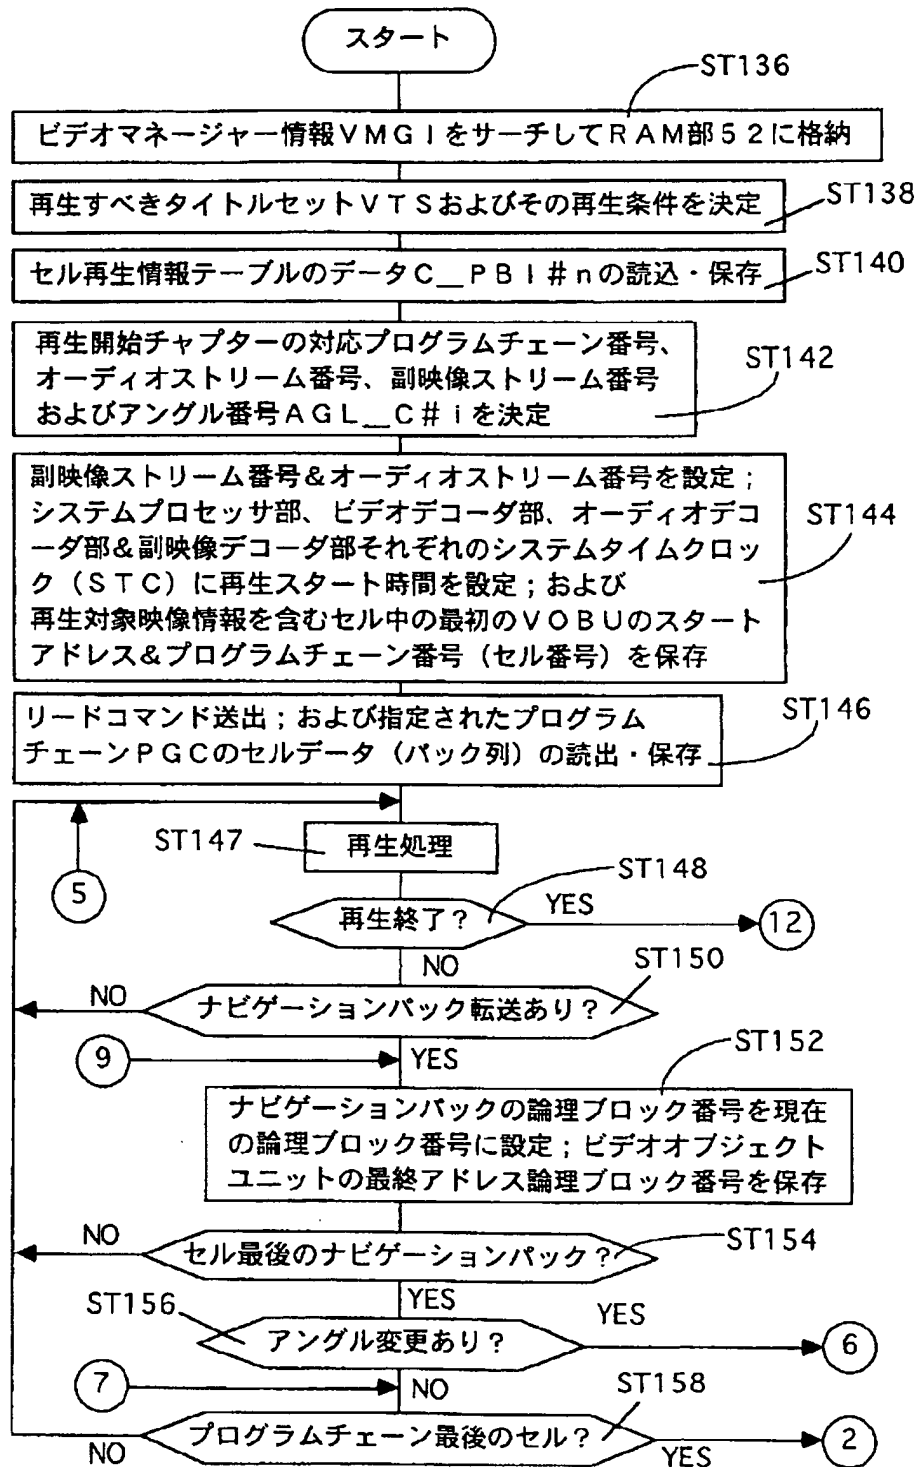 スタート
ST136
ビデオマネージャー情報VMGIをサーチしてRAM部52に格納
再生すべきタイトルセットVTSおよびその再生条件を決定
ST138
セル再生情報テーブルのデータC__PBI#nの読込・保存
ST140
再生開始チャプターの対応プログラムチェーン番号、
オーディオストリーム番号、副映像ストリーム番号
およびアングル番号AGL__C#iを決定
ST142
副映像ストリーム番号&オーディオストリーム番号を設定;
システムプロセッサ部、ビデオデコーダ部、オーディオデコ
ーダ部&副映像デコーダ部それぞれのシステムタイムクロッ
ク(STC)に再生スタート時間を設定;および
再生対象映像情報を含むセル中の最初のVOBUのスタート
アドレス&プログラムチェーン番号(セル番号)を保存
ST144
リードコマンド送出;および指定されたプログラム
チェーンPGCのセルデータ(パック列)の読出・保存
ST146
ST147
再生処理
5
ST148
再生終了?
YES
12
NO
ST150
NO
ナビゲーションパック転送あり?
9
YES
ST152
ナビゲーションパックの論理ブロック番号を現在
の論理ブロック番号に設定;ビデオオブジェクト
ユニットの最終アドレス論理ブロック番号を保存
NO
セル最後のナビゲーションパック?
ST154
YES
ST156
アングル変更あり?
YES
6
7
NO
ST158
プログラムチェーン最後のセル?
NO
YES
2